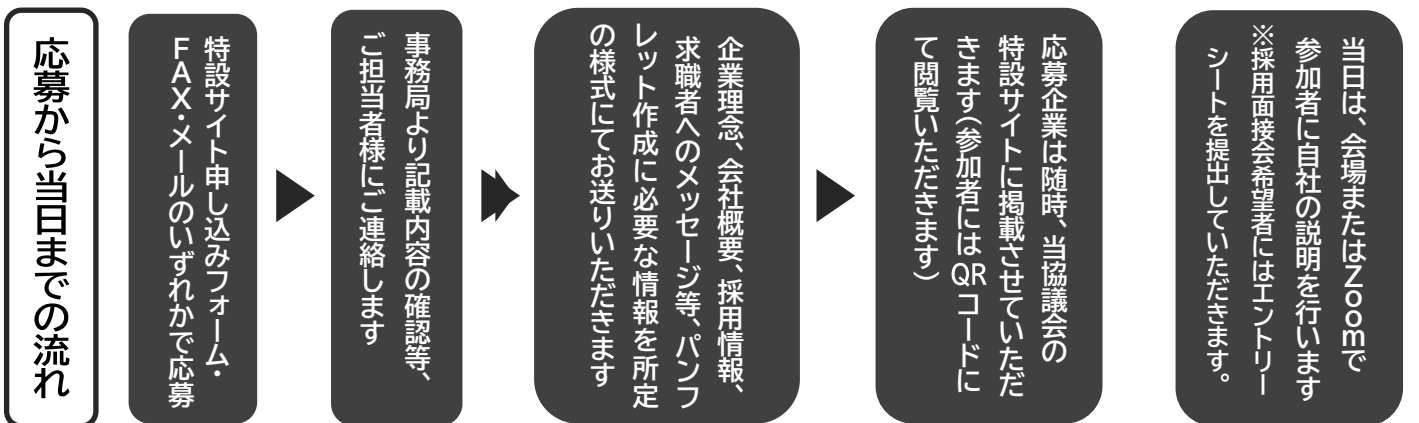 応募から当日までの流れ
特設サイト申し込みフォーム・
FAX・メールのいずれかで応募
事務局より記載内容の確認等、
ご担当者様にご連絡します
企業理念、会社概要、採用情報、
求職者へのメッセージ等、パンフ
レット作成に必要な情報を所定
の様式にてお送りいただきます
応募企業は随時、当協議会の
特設サイトに掲載させていただ
きます(参加者にはQRコードに
て閲覧いただきます)
当日は、会場またはZoomで
参加者に自社の説明を行います
※採用面接会希望者にはエントリー
シートを提出していただきます。